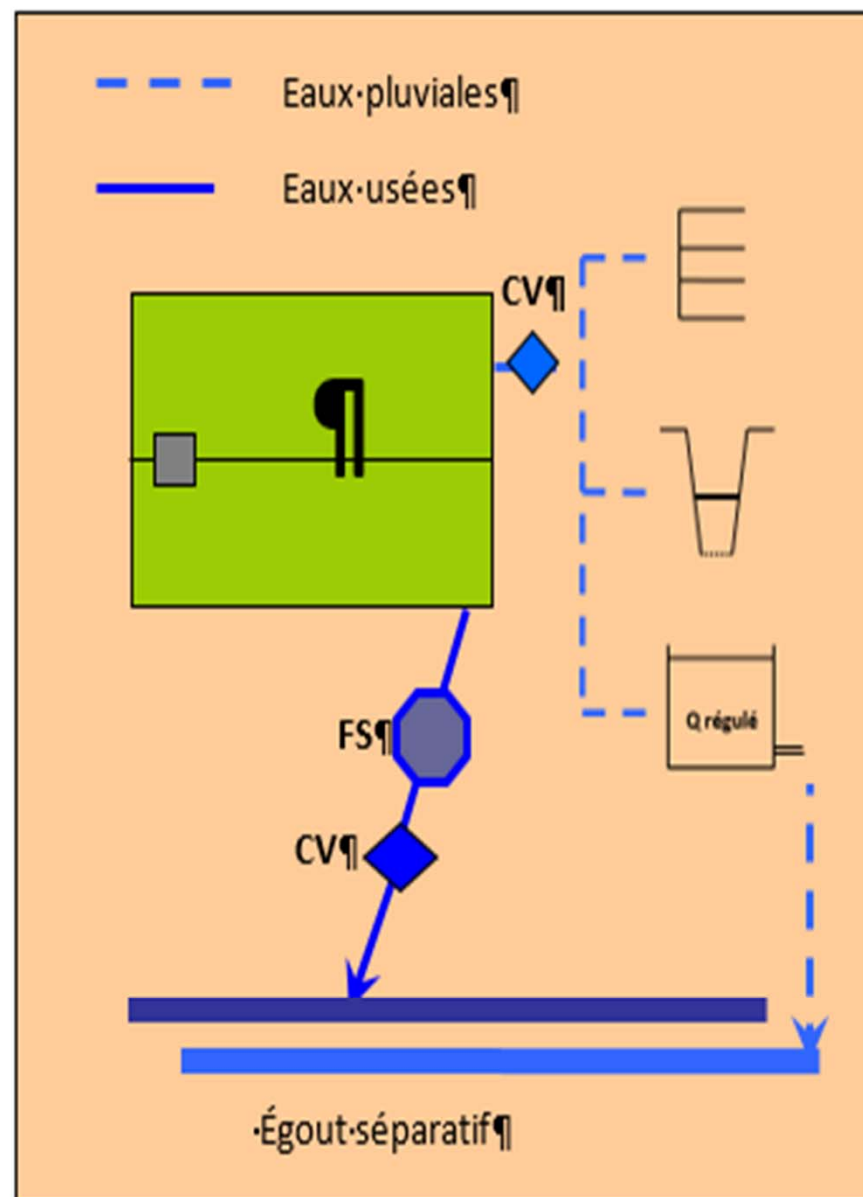 Eaux·pluviales¶
Eaux·usées¶
CV¶
¶
FS¶
Q régulé
CV¶
·Égout·séparatif¶